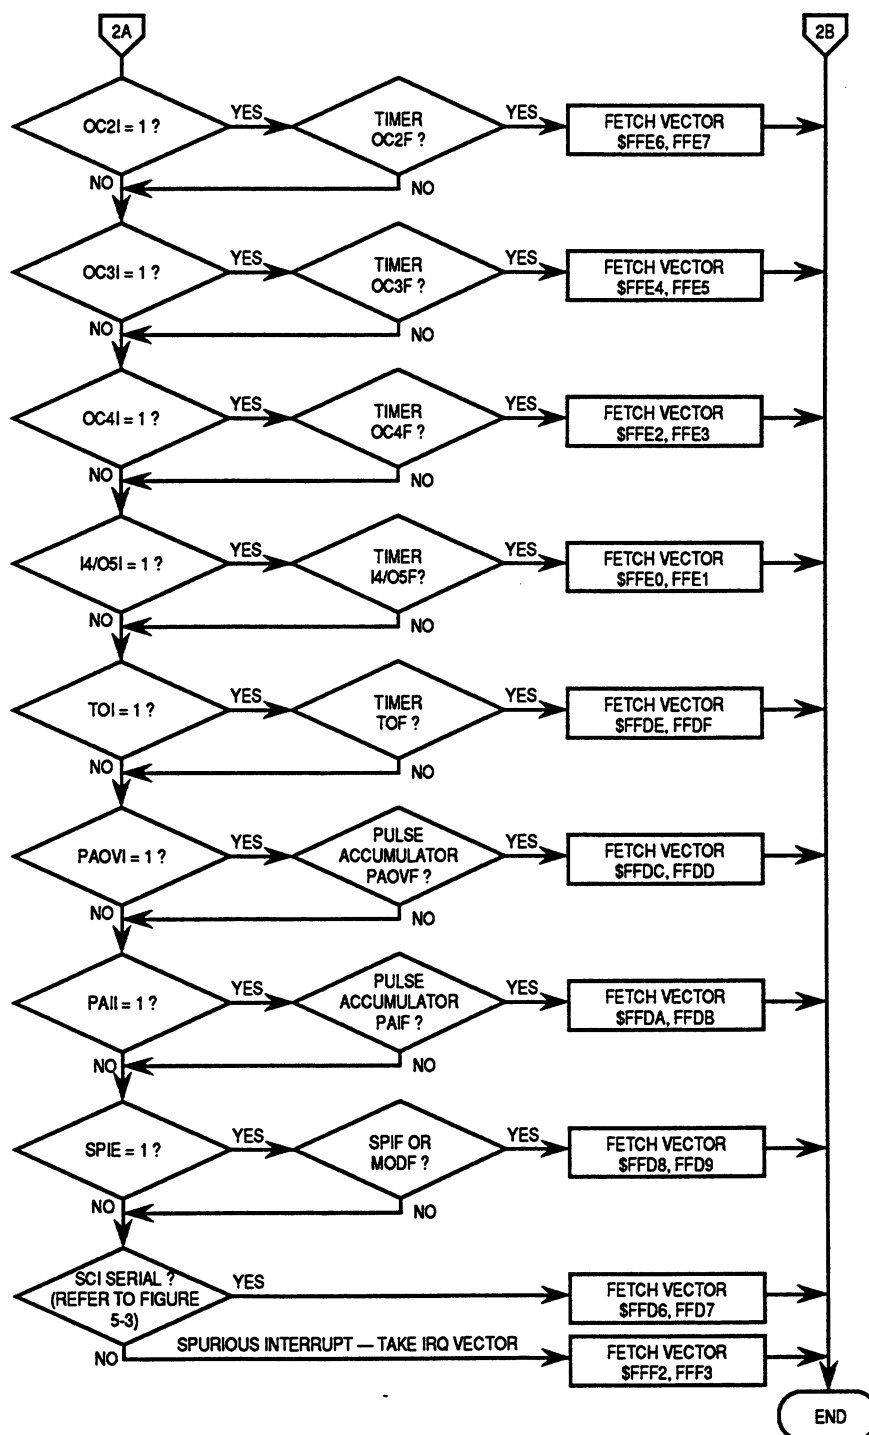 2A
2B
OC2I = 1 ?
YES
TIMER
OC2F ?
YES
FETCH VECTOR
$FFE6, FFE7
NO
NO
OC3I = 1 ?
YES
TIMER
OC3F ?
YES
FETCH VECTOR
$FFE4, FFE5
NO
NO
OC4I = 1 ?
YES
TIMER
OC4F ?
YES
FETCH VECTOR
$FFE2, FFE3
NO
NO
I4/O5I = 1 ?
YES
TIMER
I4/O5F?
YES
FETCH VECTOR
$FFE0, FFE1
NO
NO
TOI = 1 ?
YES
TIMER
TOF ?
YES
FETCH VECTOR
$FFDE, FFDF
NO
NO
PAOVI = 1 ?
YES
PULSE
ACCUMULATOR
PAOVF ?
YES
FETCH VECTOR
$FFDC, FFDD
NO
NO
PAII = 1 ?
YES
PULSE
ACCUMULATOR
PAIF ?
YES
FETCH VECTOR
$FFDA, FFDB
NO
NO
SPIE = 1 ?
YES
SPIF OR
MODF ?
YES
FETCH VECTOR
$FFD8, FFD9
NO
NO
SCI SERIAL ?
(REFER TO FIGURE
5-3)
YES
FETCH VECTOR
$FFD6, FFD7
NO
SPURIOUS INTERRUPT — TAKE IRQ VECTOR
FETCH VECTOR
$FFF2, FFF3
END